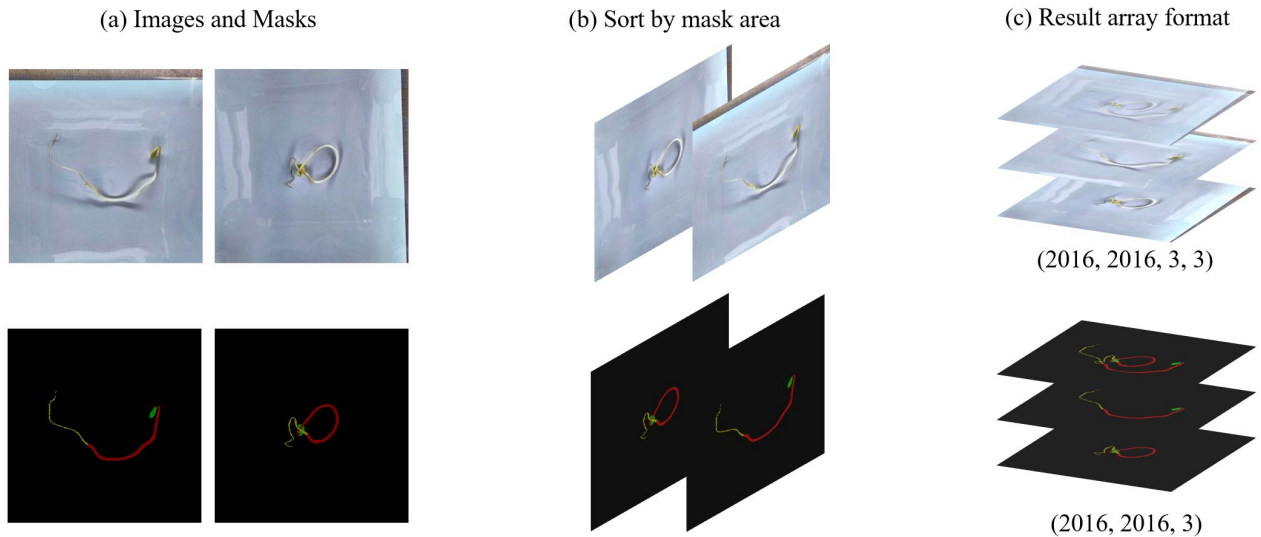 (a) Images and Masks
(b) Sort by mask area
(c) Result array format
(2016, 2016, 3, 3)
(2016, 2016, 3)